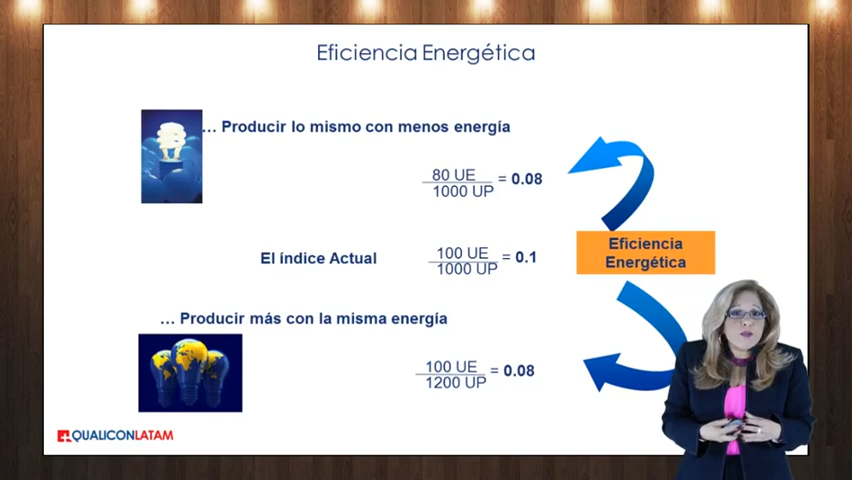 Eficiencia Energética
... Producir lo mismo con menos energía
80 UE
1000 UP
= 0.08
El índice Actual
100 UE
1000 UP
= 0.1
Eficiencia
Energética
... Producir más con la misma energía
100 UE
1200 UP
= 0.08
QUALICONLATAM